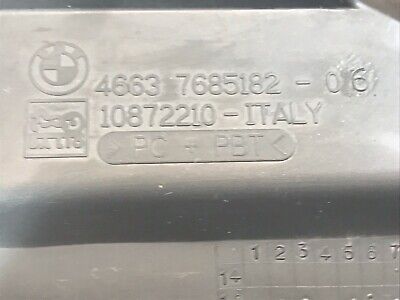 4663 7685182 - 06
10872210 - ITALY
> PC + PBT <
1 2 3 4 5 6 7
14